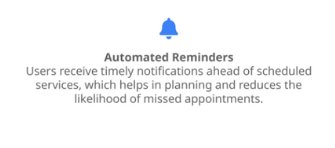 Automated Reminders
Users receive timely notifications ahead of scheduled
services, which helps in planning and reduces the
likelihood of missed appointments.